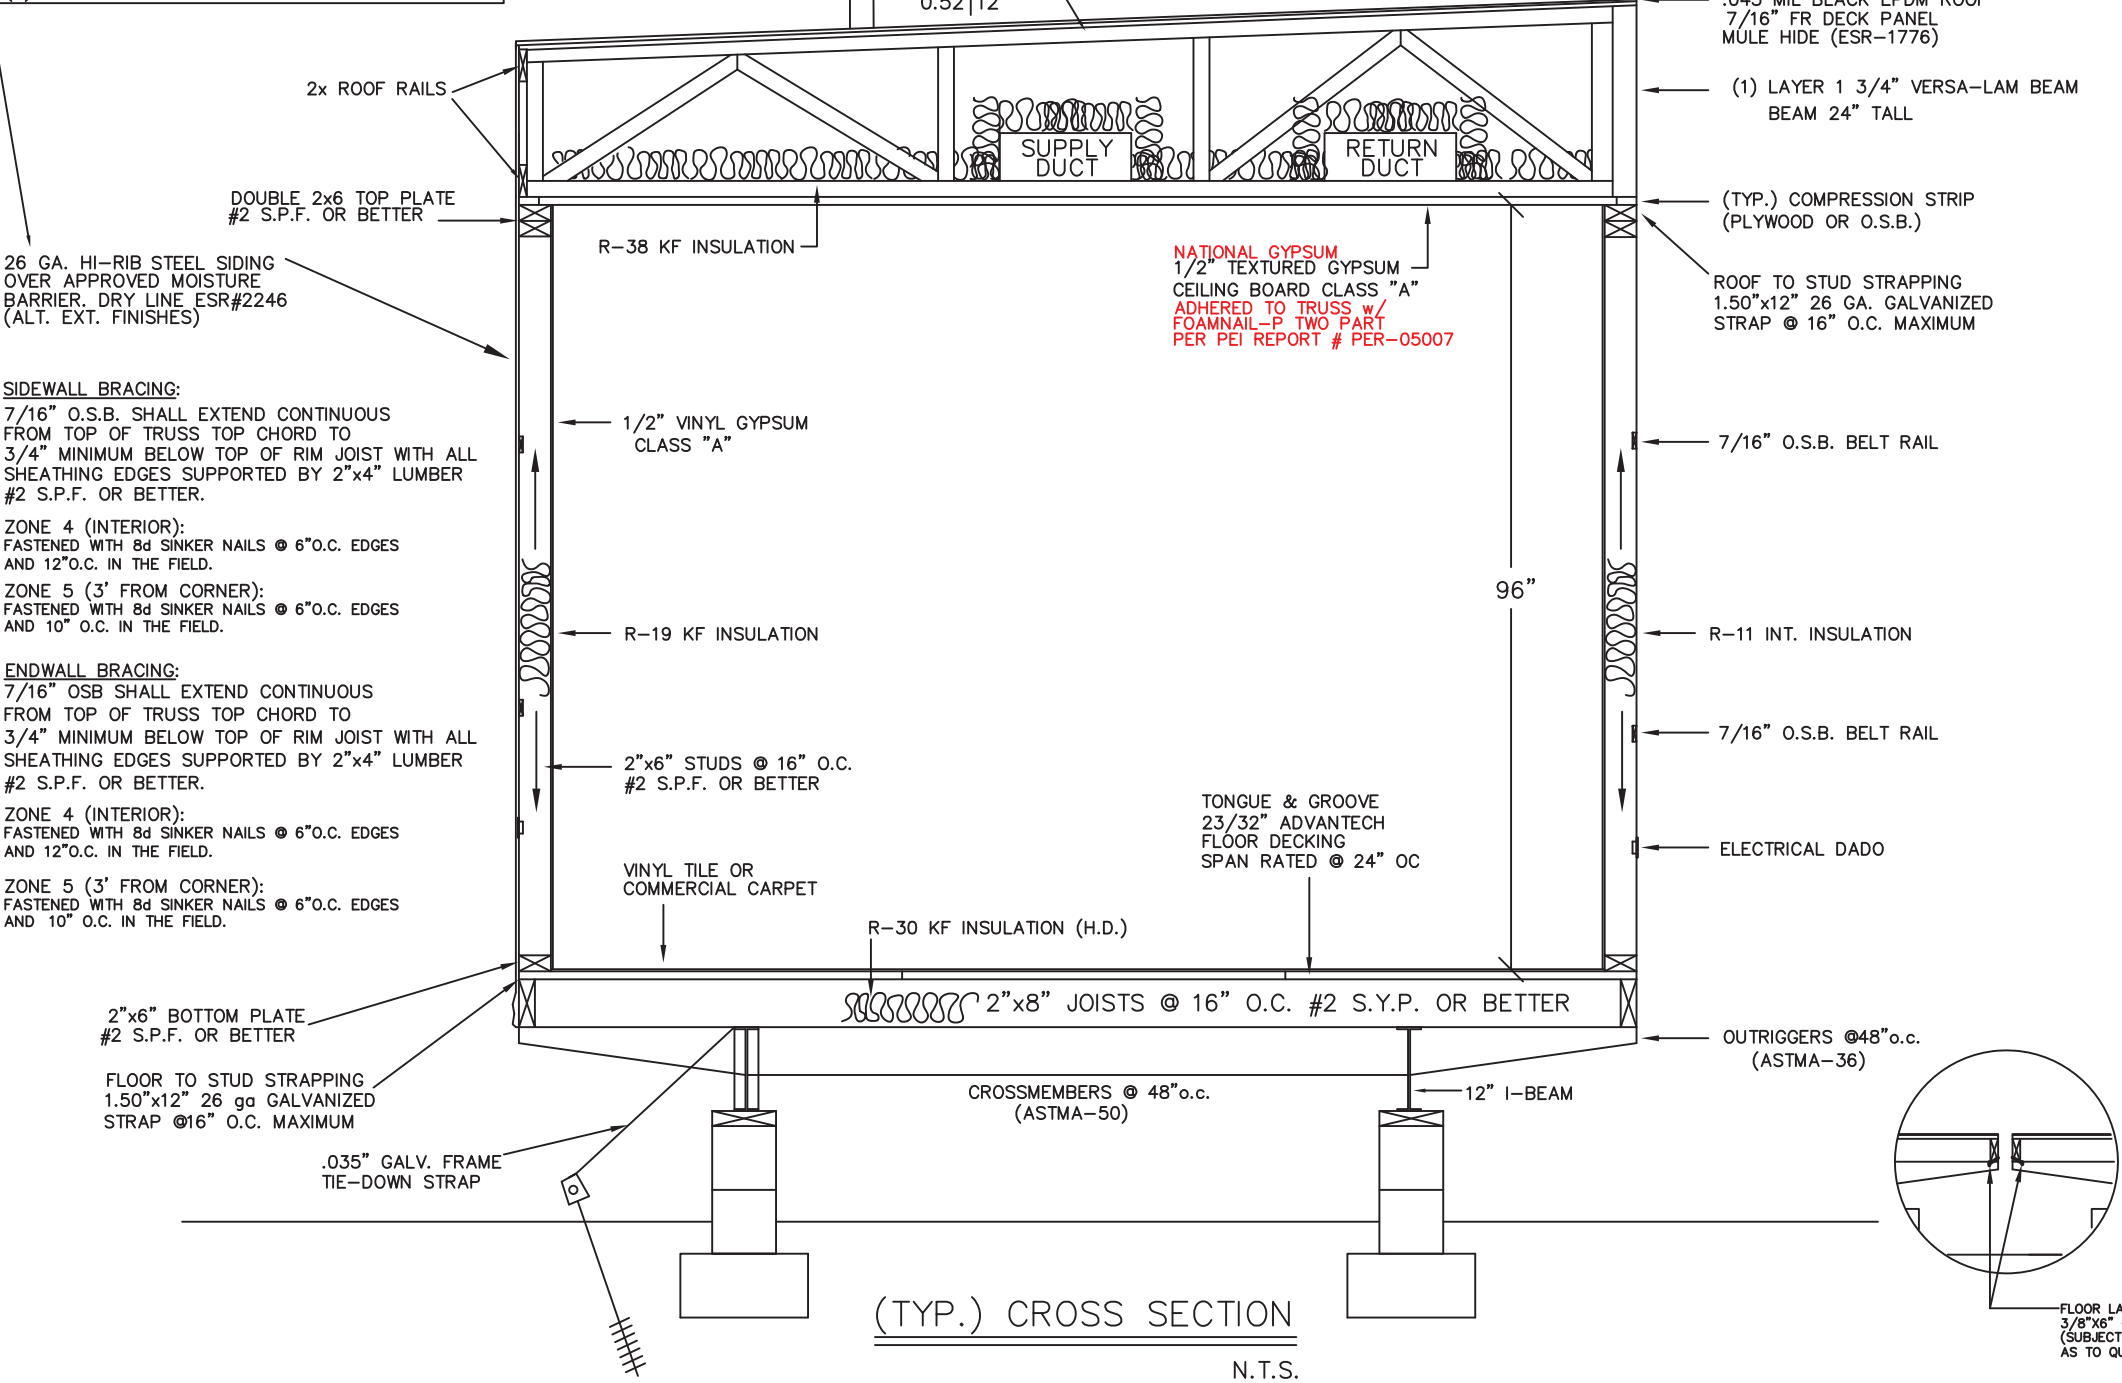 0.52|12
.045 MIL BLACK EPDM ROOF
7/16" FR DECK PANEL
MULE HIDE (ESR-1776)
2x ROOF RAILS
(1) LAYER 1 3/4" VERSA-LAM BEAM
BEAM 24" TALL
SUPPLY
DUCT
RETURN
DUCT
DOUBLE 2x6 TOP PLATE
#2 S.P.F. OR BETTER
(TYP.) COMPRESSION STRIP
(PLYWOOD OR O.S.B.)
R-38 KF INSULATION
NATIONAL GYPSUM
1/2" TEXTURED GYPSUM
CEILING BOARD CLASS "A"
ADHERED TO TRUSS w/
FOAMNAIL-P TWO PART
PER PEI REPORT # PER-05007
26 GA. HI-RIB STEEL SIDING
OVER APPROVED MOISTURE
BARRIER. DRY LINE ESR#2246
(ALT. EXT. FINISHES)
ROOF TO STUD STRAPPING
1.50"x12" 26 GA. GALVANIZED
STRAP @ 16" O.C. MAXIMUM
SIDEWALL BRACING:
7/16" O.S.B. SHALL EXTEND CONTINUOUS
FROM TOP OF TRUSS TOP CHORD TO
3/4" MINIMUM BELOW TOP OF RIM JOIST WITH ALL
SHEATHING EDGES SUPPORTED BY 2"x4" LUMBER
#2 S.P.F. OR BETTER.
ZONE 4 (INTERIOR):
FASTENED WITH 8d SINKER NAILS @ 6"O.C. EDGES
AND 12"O.C. IN THE FIELD.
ZONE 5 (3' FROM CORNER):
FASTENED WITH 8d SINKER NAILS @ 6"O.C. EDGES
AND 10" O.C. IN THE FIELD.
ENDWALL BRACING:
7/16" OSB SHALL EXTEND CONTINUOUS
FROM TOP OF TRUSS TOP CHORD TO
3/4" MINIMUM BELOW TOP OF RIM JOIST WITH ALL
SHEATHING EDGES SUPPORTED BY 2"x4" LUMBER
#2 S.P.F. OR BETTER.
ZONE 4 (INTERIOR):
FASTENED WITH 8d SINKER NAILS @ 6"O.C. EDGES
AND 12"O.C. IN THE FIELD.
ZONE 5 (3' FROM CORNER):
FASTENED WITH 8d SINKER NAILS @ 6"O.C. EDGES
AND 10" O.C. IN THE FIELD.
1/2" VINYL GYPSUM
CLASS "A"
7/16" O.S.B. BELT RAIL
96"
R-19 KF INSULATION
R-11 INT. INSULATION
7/16" O.S.B. BELT RAIL
2"x6" STUDS @ 16" O.C.
#2 S.P.F. OR BETTER
TONGUE & GROOVE
23/32" ADVANTECH
FLOOR DECKING
SPAN RATED @ 24" OC
ELECTRICAL DADO
VINYL TILE OR
COMMERCIAL CARPET
R-30 KF INSULATION (H.D.)
2"x8" JOISTS @ 16" O.C. #2 S.Y.P. OR BETTER
2"x6" BOTTOM PLATE
#2 S.P.F. OR BETTER
OUTRIGGERS @48"o.c.
(ASTMA-36)
FLOOR TO STUD STRAPPING
1.50"x12" 26 ga GALVANIZED
STRAP @16" O.C. MAXIMUM
CROSSMEMBERS @ 48"o.c.
(ASTMA-50)
12" I-BEAM
.035" GALV. FRAME
TIE-DOWN STRAP
FLOOR LA
3/8"X6"
(SUBJECT
AS TO QU
(TYP.) CROSS SECTION
N.T.S.